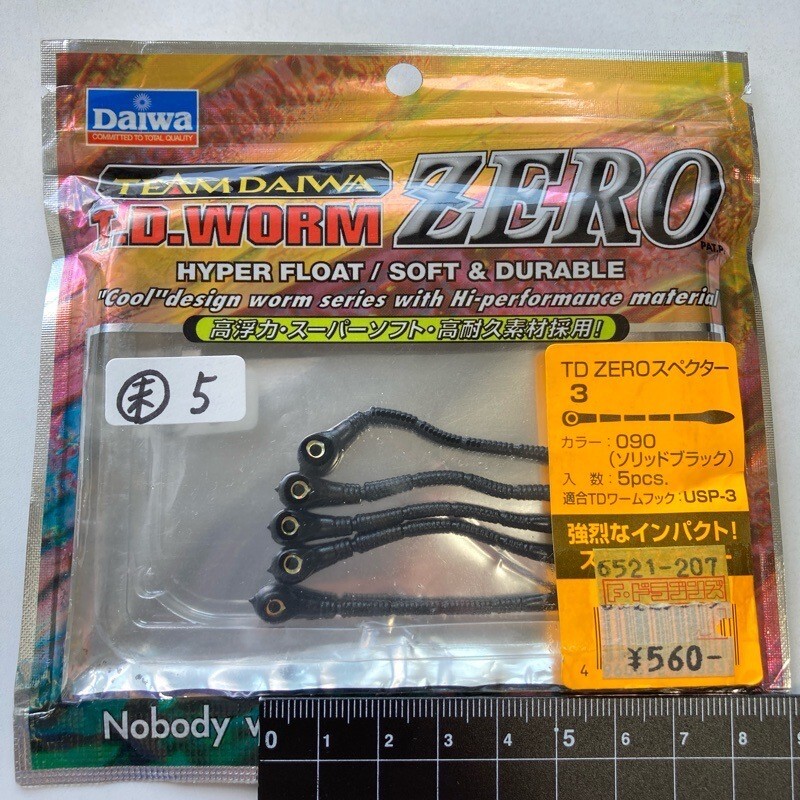 Daiwa
COMMITTED TO TOTAL QUALITY
TEAM DAIWA
T.D.WORM ZERO
PAT.P
HYPER FLOAT / SOFT & DURABLE
"Cool" design worm series with Hi-performance material
高浮力・スーパーソフト・高耐久素材採用!
未 5
TD ZEROスペクター
3
カラー:090
(ソリッドブラック)
入 数:5pcs.
適合TDワームフック:USP-3
強烈なインパクト!
6521-207
F・ドランンズ
4
¥560-
Nobody
0 1 2 3 4 5 6 7 8 9